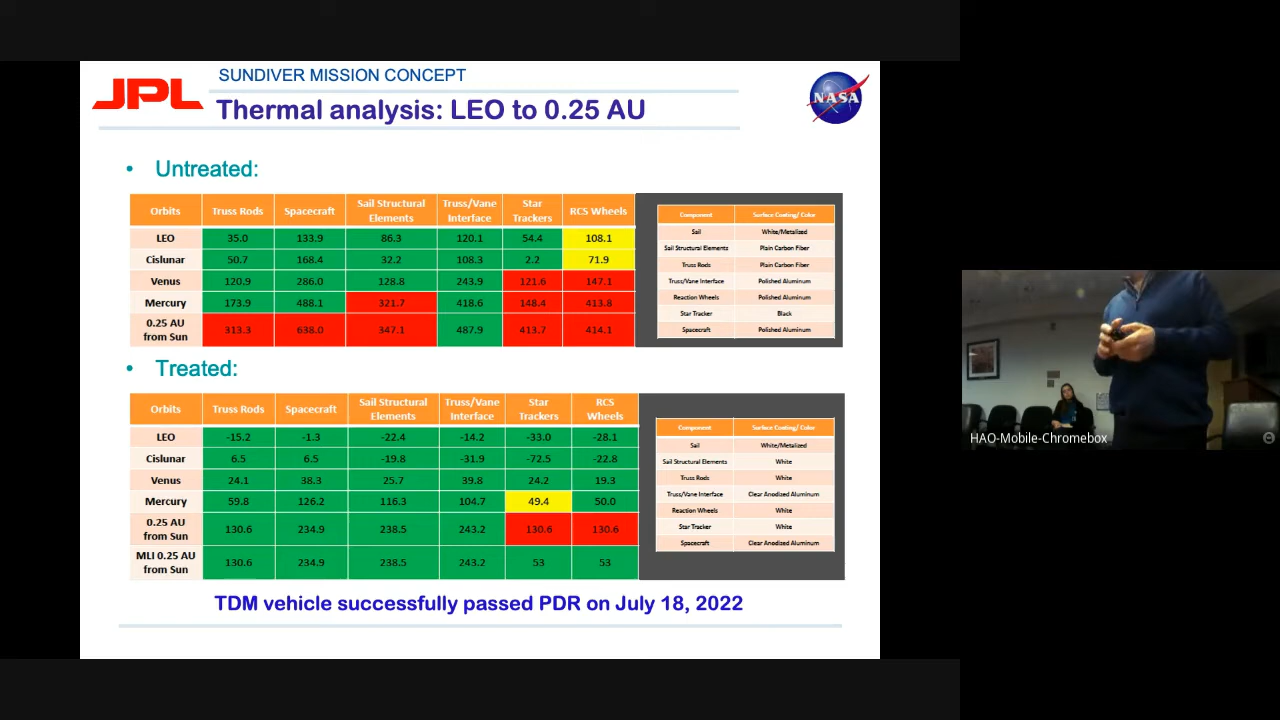 JPL
SUNDIVER MISSION CONCEPT
Thermal analysis: LEO to 0.25 AU
NASA
• Untreated:
Orbits Truss Rods Spacecraft Sail Structural Elements Truss/Vane Interface Star Trackers RCS Wheels
LEO 35.0 133.9 86.3 120.1 54.4 108.1
Cislunar 50.7 168.4 32.2 108.3 2.2 71.9
Venus 120.9 286.0 128.8 243.9 121.6 147.1
Mercury 173.9 488.1 321.7 418.6 148.4 413.8
0.25 AU from Sun 313.3 638.0 347.1 487.9 413.7 414.1
Component Surface Coating/ Color
Sail White/Metalized
Sail Structural Elements Plain Carbon Fiber
Truss Rods Plain Carbon Fiber
Truss/Vane Interface Polished Aluminum
Reaction Wheels Polished Aluminum
Star Tracker Black
Spacecraft Polished Aluminum
• Treated:
Orbits Truss Rods Spacecraft Sail Structural Elements Truss/Vane Interface Star Trackers RCS Wheels
LEO -15.2 -1.3 -22.4 -14.2 -33.0 -28.1
Cislunar 6.5 6.5 -19.8 -31.9 -72.5 -22.8
Venus 24.1 38.3 25.7 39.8 24.2 19.3
Mercury 59.8 126.2 116.3 104.7 49.4 50.0
0.25 AU from Sun 130.6 234.9 238.5 243.2 130.6 130.6
MLI 0.25 AU from Sun 130.6 234.9 238.5 243.2 53 53
Component Surface Coating/ Color
Sail White/Metalized
Sail Structural Elements White
Truss Rods White
Truss/Vane Interface Clear Anodized Aluminum
Reaction Wheels White
Star Tracker White
Spacecraft Clear Anodized Aluminum
TDM vehicle successfully passed PDR on July 18, 2022
HAO-Mobile-Chromebox